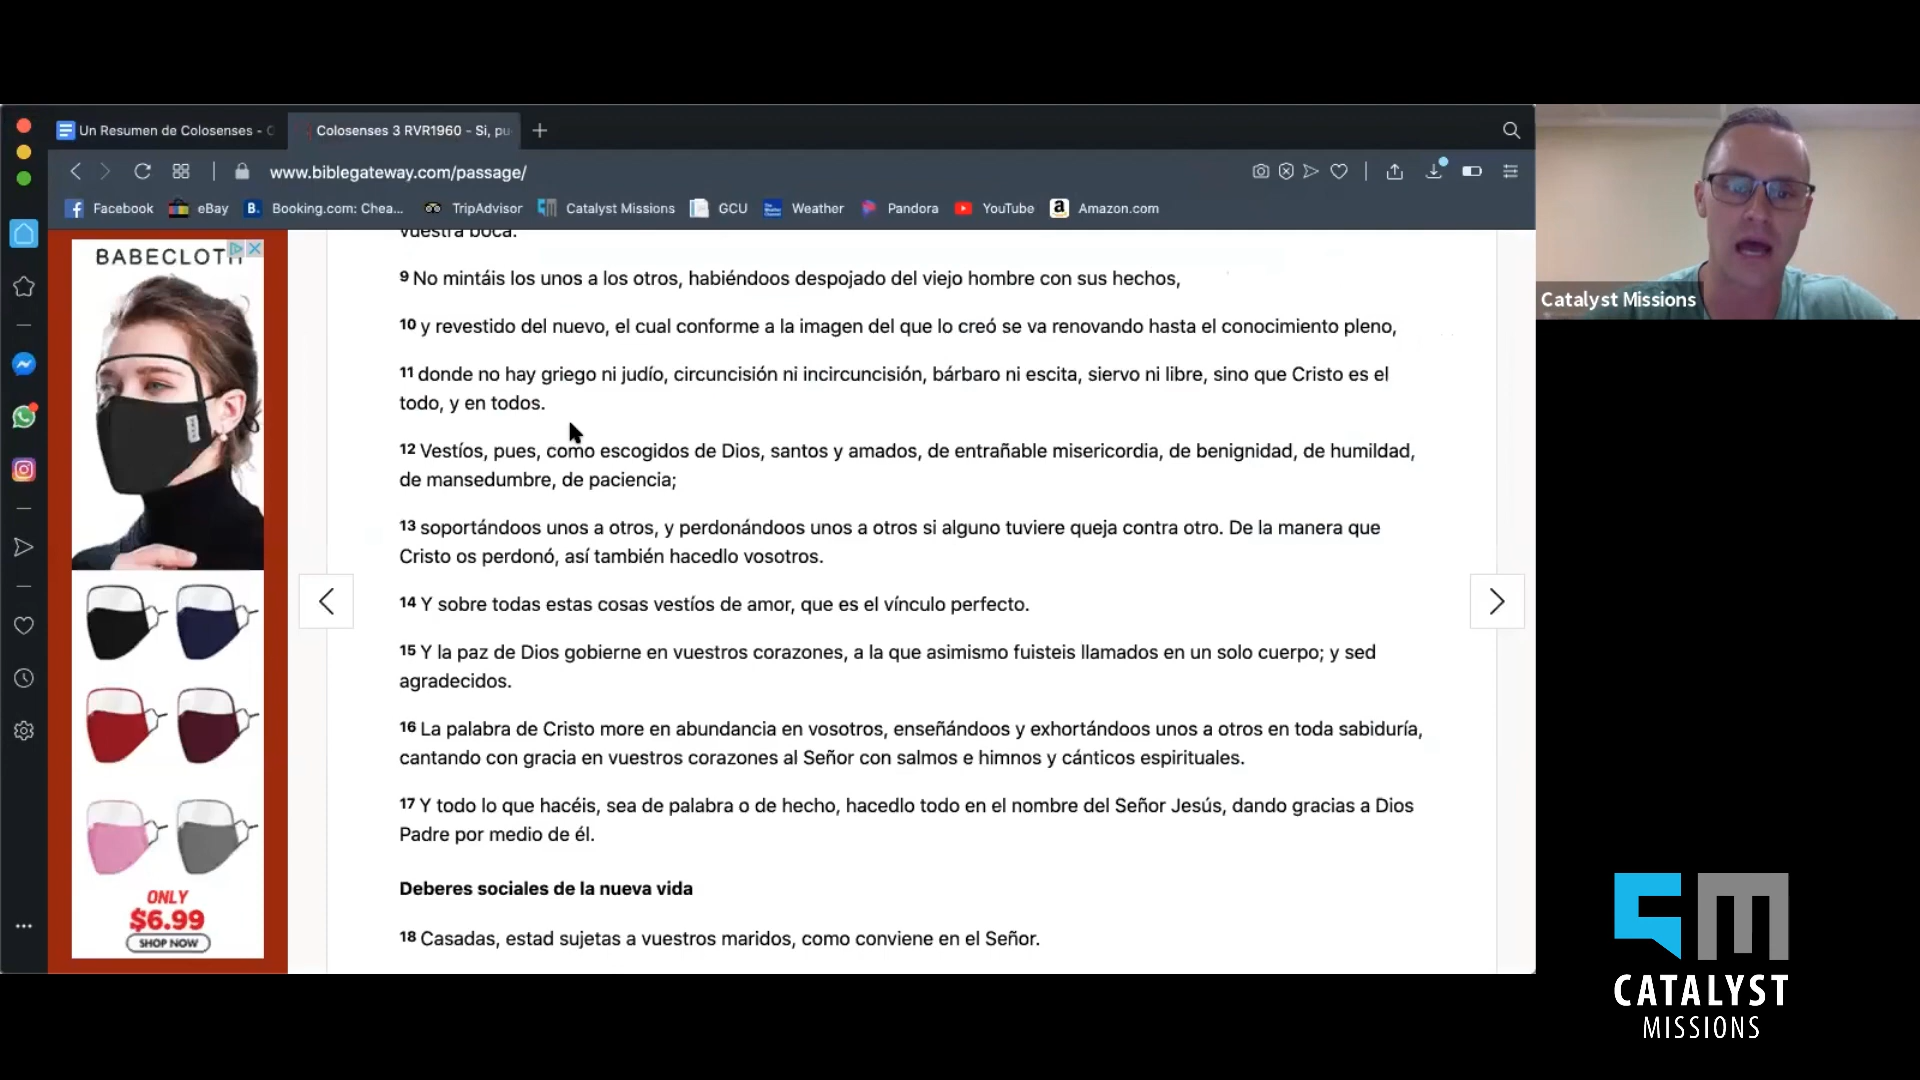 Un Resumen de Colosenses - C
Colosenses 3 RVR1960 - Si, pu
www.biblegateway.com/passage/
Facebook
eBay
Booking.com: Chea...
TripAdvisor
Catalyst Missions
GCU
Weather
Pandora
YouTube
Amazon.com
BABECLOTH
vuestra boca.
9 No mintáis los unos a los otros, habiéndoos despojado del viejo hombre con sus hechos,
10 y revestido del nuevo, el cual conforme a la imagen del que lo creó se va renovando hasta el conocimiento pleno,
11 donde no hay griego ni judío, circuncisión ni incircuncisión, bárbaro ni escita, siervo ni libre, sino que Cristo es el
todo, y en todos.
12 Vestíos, pues, como escogidos de Dios, santos y amados, de entrañable misericordia, de benignidad, de humildad,
de mansedumbre, de paciencia;
13 soportándoos unos a otros, y perdonándoos unos a otros si alguno tuviere queja contra otro. De la manera que
Cristo os perdonó, así también hacedlo vosotros.
14 Y sobre todas estas cosas vestíos de amor, que es el vínculo perfecto.
15 Y la paz de Dios gobierne en vuestros corazones, a la que asimismo fuisteis llamados en un solo cuerpo; y sed
agradecidos.
16 La palabra de Cristo more en abundancia en vosotros, enseñándoos y exhortándoos unos a otros en toda sabiduría,
cantando con gracia en vuestros corazones al Señor con salmos e himnos y cánticos espirituales.
17 Y todo lo que hacéis, sea de palabra o de hecho, hacedlo todo en el nombre del Señor Jesús, dando gracias a Dios
Padre por medio de él.
Deberes sociales de la nueva vida
18 Casadas, estad sujetas a vuestros maridos, como conviene en el Señor.
ONLY
$6.99
SHOP NOW
Catalyst Missions
CATALYST
MISSIONS